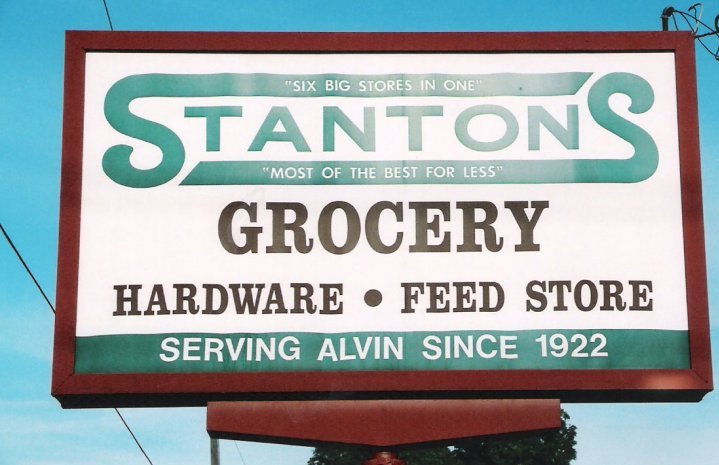 "SIX BIG STORES IN ONE"
STANTONS
"MOST OF THE BEST FOR LESS"
GROCERY
HARDWARE • FEED STORE
SERVING ALVIN SINCE 1922